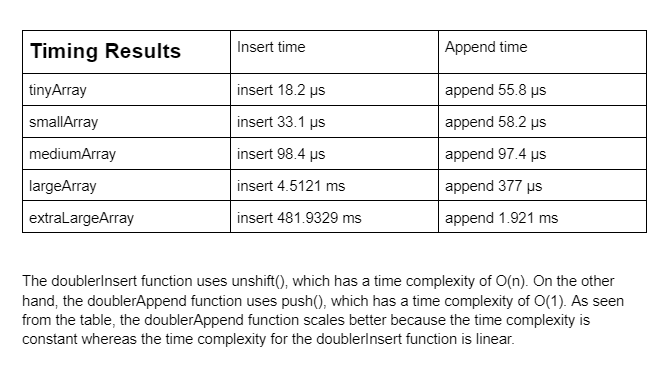 Timing Results Insert time Append time
tinyArray insert 18.2 μs append 55.8 μs
smallArray insert 33.1 μs append 58.2 μs
mediumArray insert 98.4 μs append 97.4 μs
largeArray insert 4.5121 ms append 377 μs
extraLargeArray insert 481.9329 ms append 1.921 ms
The doublerInsert function uses unshift(), which has a time complexity of O(n). On the other
hand, the doublerAppend function uses push(), which has a time complexity of O(1). As seen
from the table, the doublerAppend function scales better because the time complexity is
constant whereas the time complexity for the doublerInsert function is linear.